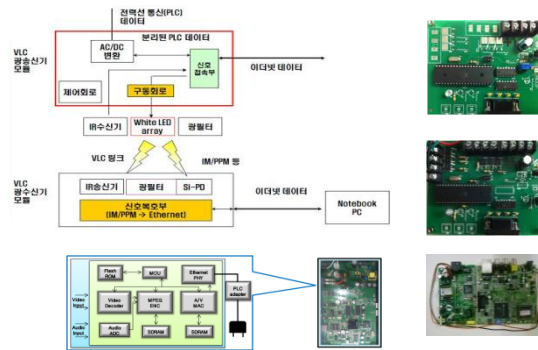 전력선 통신(PLC)
데이터
VLC
광송신기
모듈
분리된 PLC 데이터
AC/DC
변환
신호
접속부
이더넷 데이터
제어회로
구동회로
IR수신기
White LED
array
광필터
VLC 링크
IM/PPM 등
VLC
광수신기
모듈
IR송신기
광필터
Si-PD
이더넷 데이터
신호복호부
(IM/PPM → Ethernet)
Notebook
PC
Flash
ROM
MCU
Ethernet
PHY
PLC
adapter
Video
Input
Video
Decoder
MPEG
ENC
A/V
MAC
Audio
Input
Audio
ADC
SDRAM
SDRAM